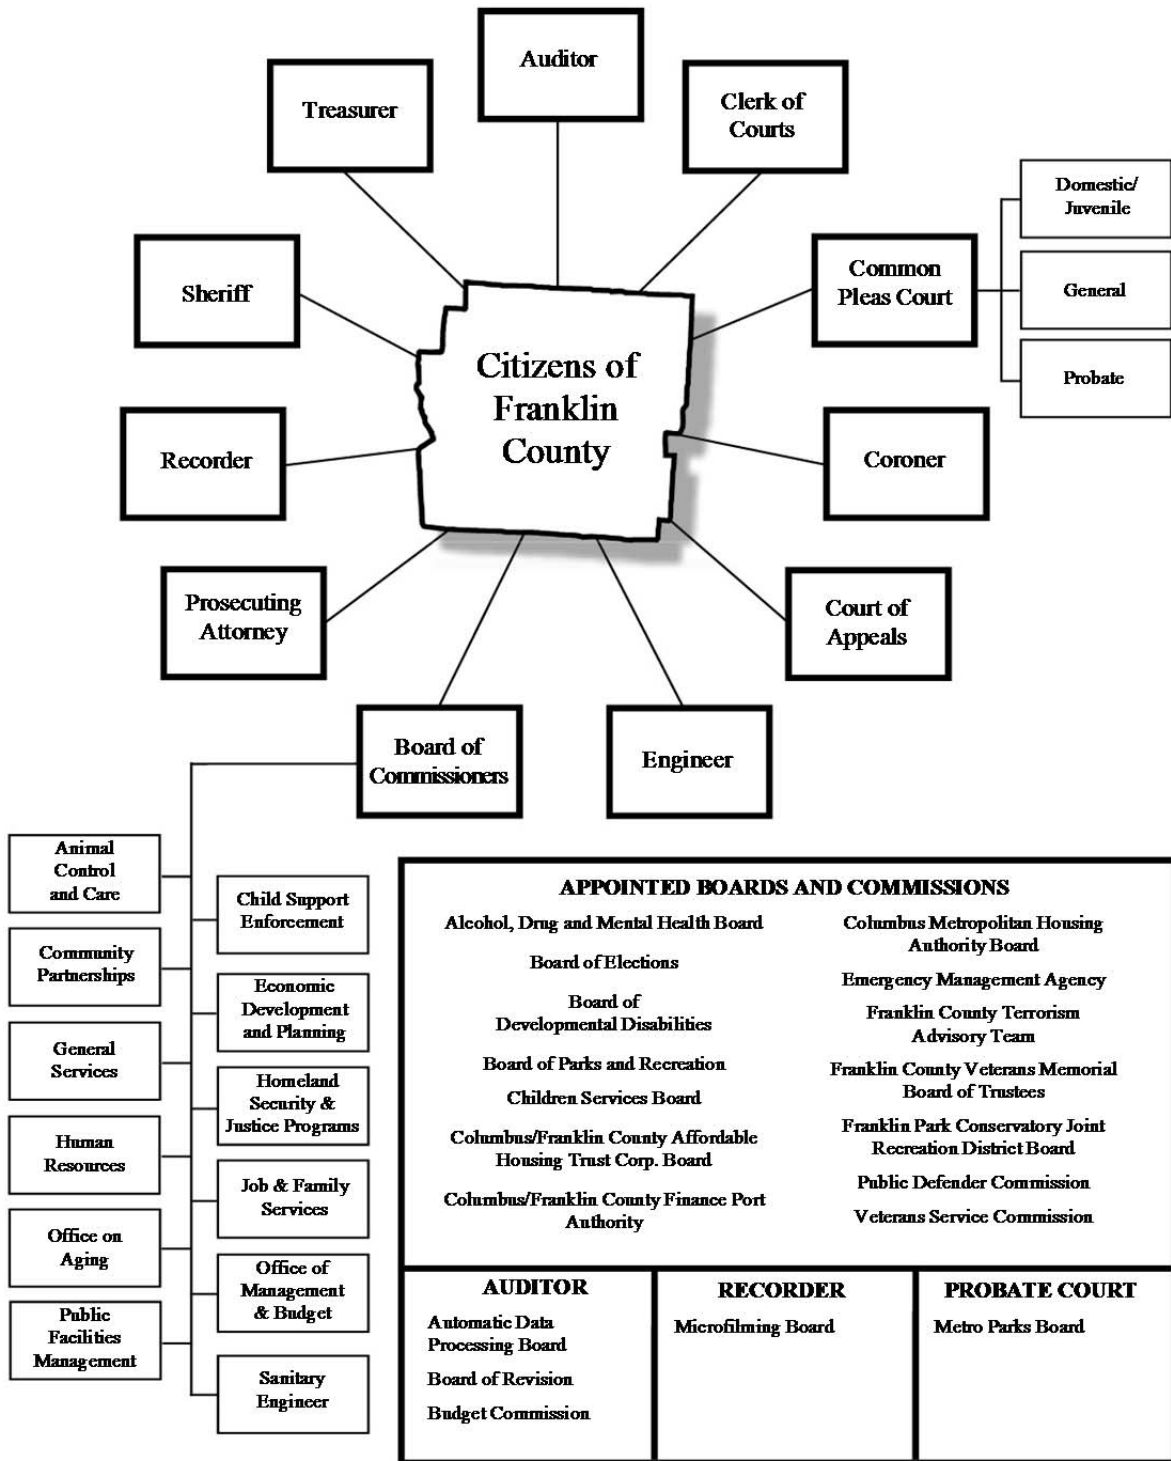 Auditor
Treasurer
Clerk of
Courts
Domestic/
Juvenile
Sheriff
Common
Pleas Court
General
Probate
Citizens of
Franklin
County
Recorder
Coroner
Prosecuting
Attorney
Court of
Appeals
Board of
Commissioners
Engineer
Animal
Control
and Care
Community
Partnerships
General
Services
Human
Resources
Office on
Aging
Public
Facilities
Management
Child Support
Enforcement
Economic
Development
and Planning
Homeland
Security &
Justice Programs
Job & Family
Services
Office of
Management
& Budget
Sanitary
Engineer
APPOINTED BOARDS AND COMMISSIONS
Alcohol, Drug and Mental Health Board
Board of Elections
Board of
Developmental Disabilities
Board of Parks and Recreation
Children Services Board
Columbus/Franklin County Affordable
Housing Trust Corp. Board
Columbus/Franklin County Finance Port
Authority
Columbus Metropolitan Housing
Authority Board
Emergency Management Agency
Franklin County Terrorism
Advisory Team
Franklin County Veterans Memorial
Board of Trustees
Franklin Park Conservatory Joint
Recreation District Board
Public Defender Commission
Veterans Service Commission
AUDITOR
Automatic Data
Processing Board
Board of Revision
Budget Commission
RECORDER
Microfilming Board
PROBATE COURT
Metro Parks Board